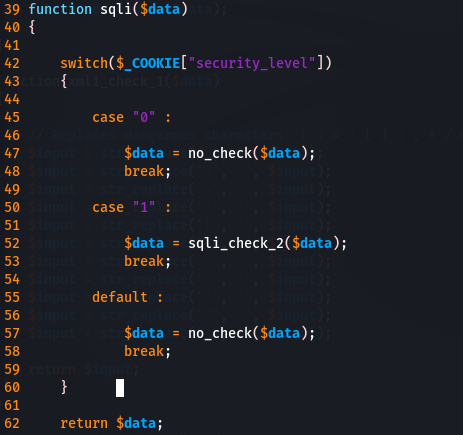 39 function sqli($data)
40 {
41
42     switch($_COOKIE["security_level"])
43     {
44
45         case "0" :
46
47             $data = no_check($data);
48             break;
49
50         case "1" :
51
52             $data = sqli_check_2($data);
53             break;
54
55         default :
56
57             $data = no_check($data);
58             break;
59
60     }
61
62     return $data;